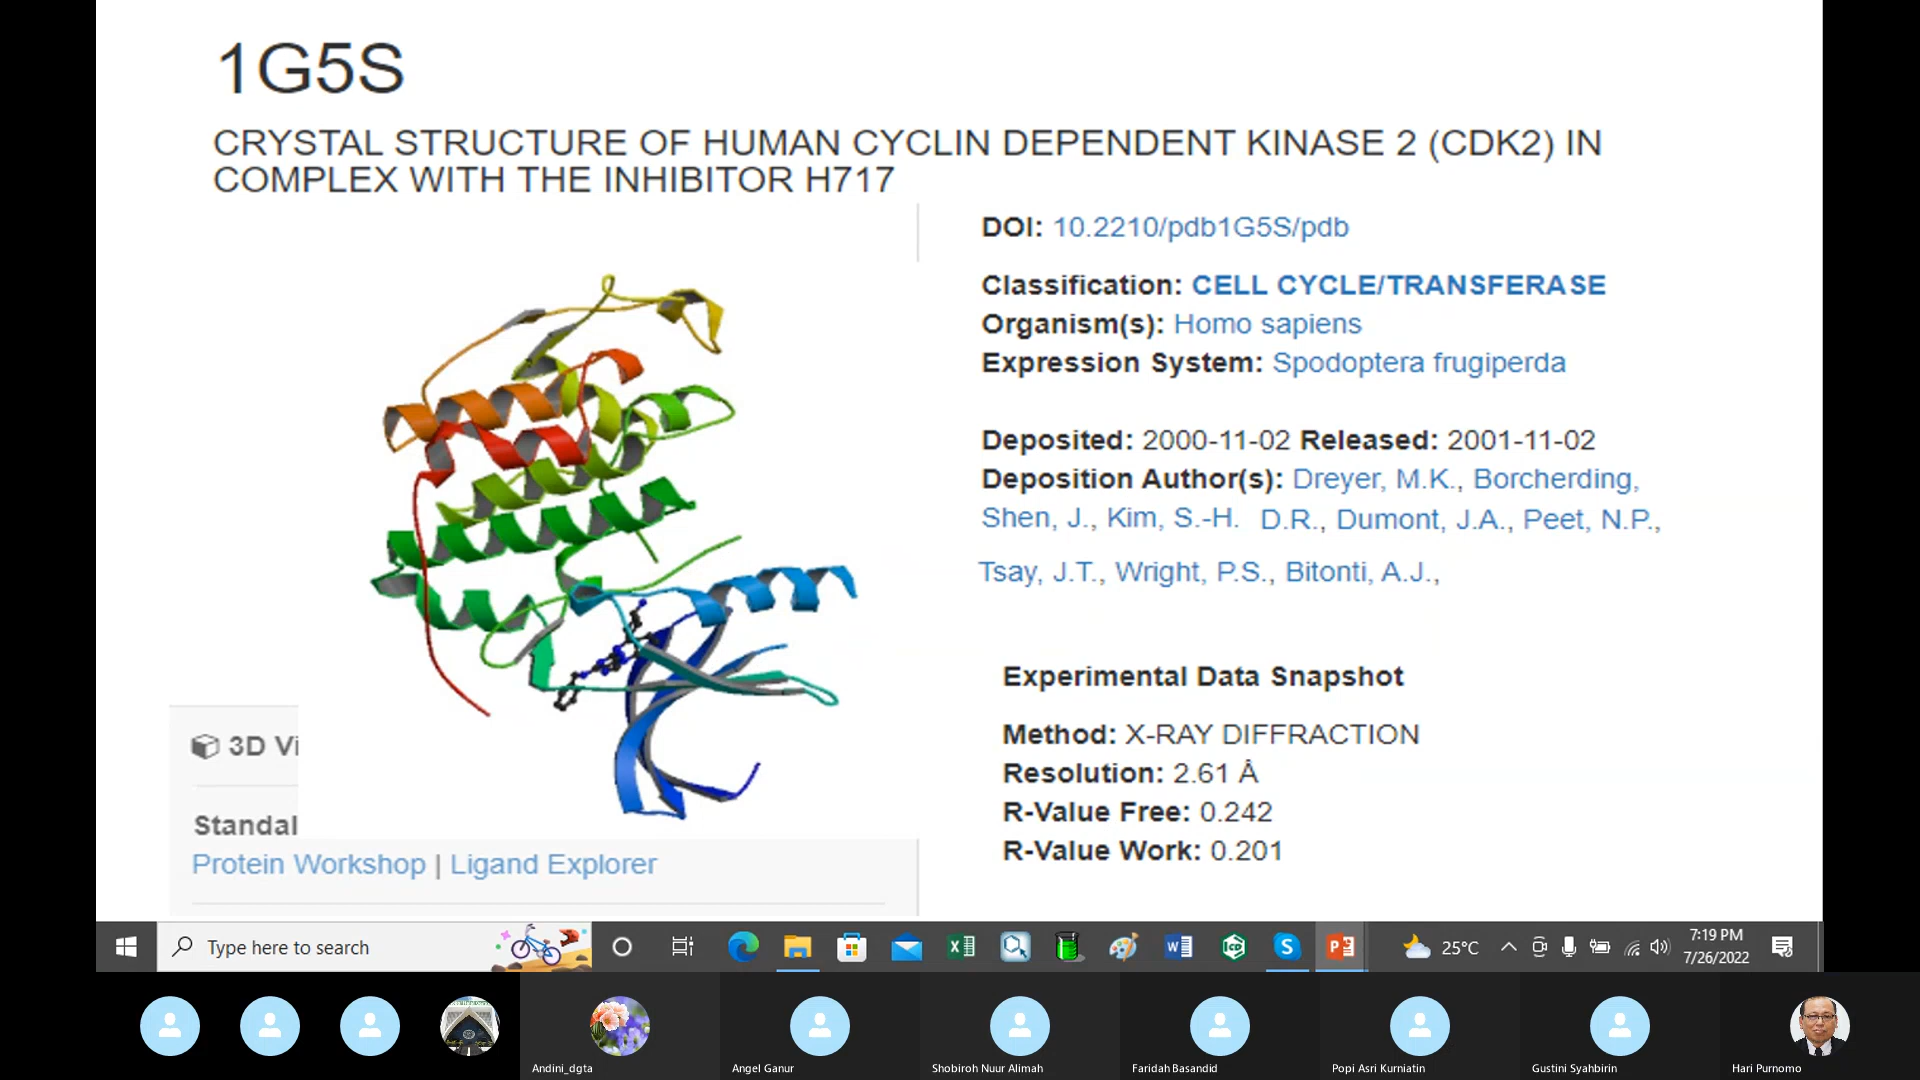 1G5S
CRYSTAL STRUCTURE OF HUMAN CYCLIN DEPENDENT KINASE 2 (CDK2) IN
COMPLEX WITH THE INHIBITOR H717
DOI: 10.2210/pdb1G5S/pdb
Classification: CELL CYCLE/TRANSFERASE
Organism(s): Homo sapiens
Expression System: Spodoptera frugiperda
Deposited: 2000-11-02 Released: 2001-11-02
Deposition Author(s): Dreyer, M.K., Borcherding,
Shen, J., Kim, S.-H. D.R., Dumont, J.A., Peet, N.P.,
Tsay, J.T., Wright, P.S., Bitonti, A.J.,
Experimental Data Snapshot
Method: X-RAY DIFFRACTION
Resolution: 2.61 Å
R-Value Free: 0.242
R-Value Work: 0.201
3D Vi
Standal
Protein Workshop | Ligand Explorer
Type here to search
25°C
7:19 PM
7/26/2022
Andini_dgta
Angel Ganur
Shobiroh Nuur Alimah
Faridah Basandid
Popi Asri Kurniatin
Gustini Syahbirin
Hari Purnomo